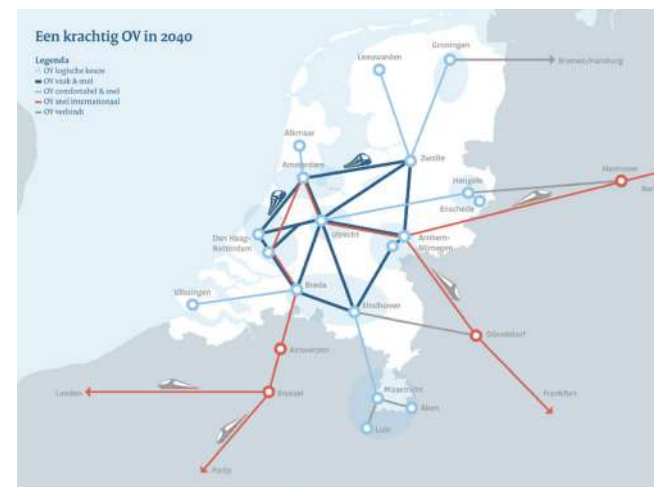 Een krachtig OV in 2040
Legenda
OV logische keuze
OV vaak & snel
OV comfortabel & snel
OV snel internationaal
OV verbindt
Groningen
Leeuwarden
Bremen/Hamburg
Alkmaar
Amsterdam
Zwolle
Hannover
Hengelo
Enschede
Den Haag-
Rotterdam
Utrecht
Arnhem-
Nijmegen
Breda
Vlissingen
Eindhoven
Düsseldorf
Antwerpen
Londen
Brussel
Maastricht
Aken
Frankfurt
Luik
Parijs